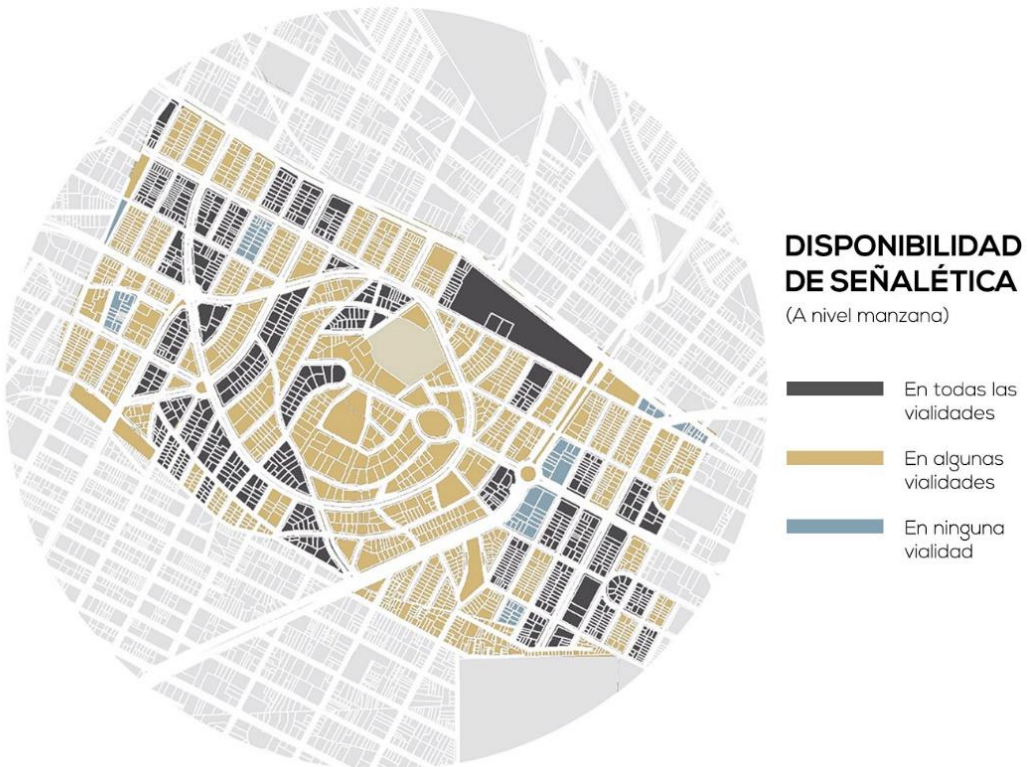 DISPONIBILIDAD
DE SEÑALÉTICA
(A nivel manzana)
En todas las
vialidades
En algunas
vialidades
En ninguna
vialidad